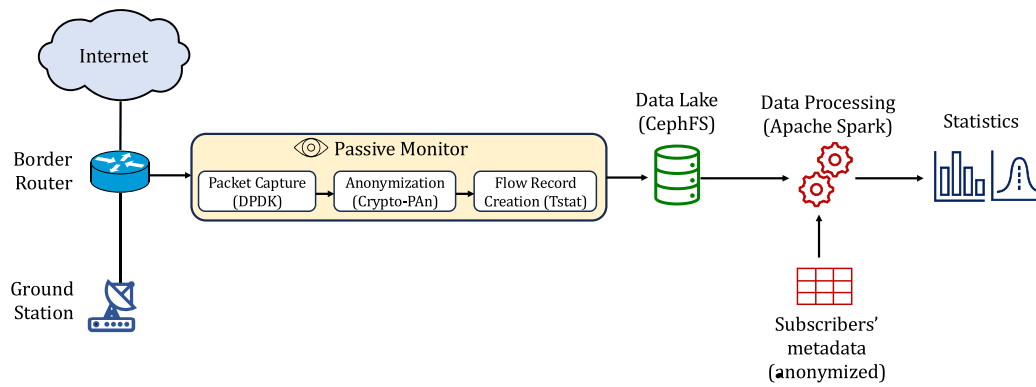 Internet
Border
Router
Ground
Station
Passive Monitor
Packet Capture
(DPDK)
Anonymization
(Crypto-PAn)
Flow Record
Creation (Tstat)
Data Lake
(CephFS)
Data Processing
(Apache Spark)
Subscribers'
metadata
(anonymized)
Statistics